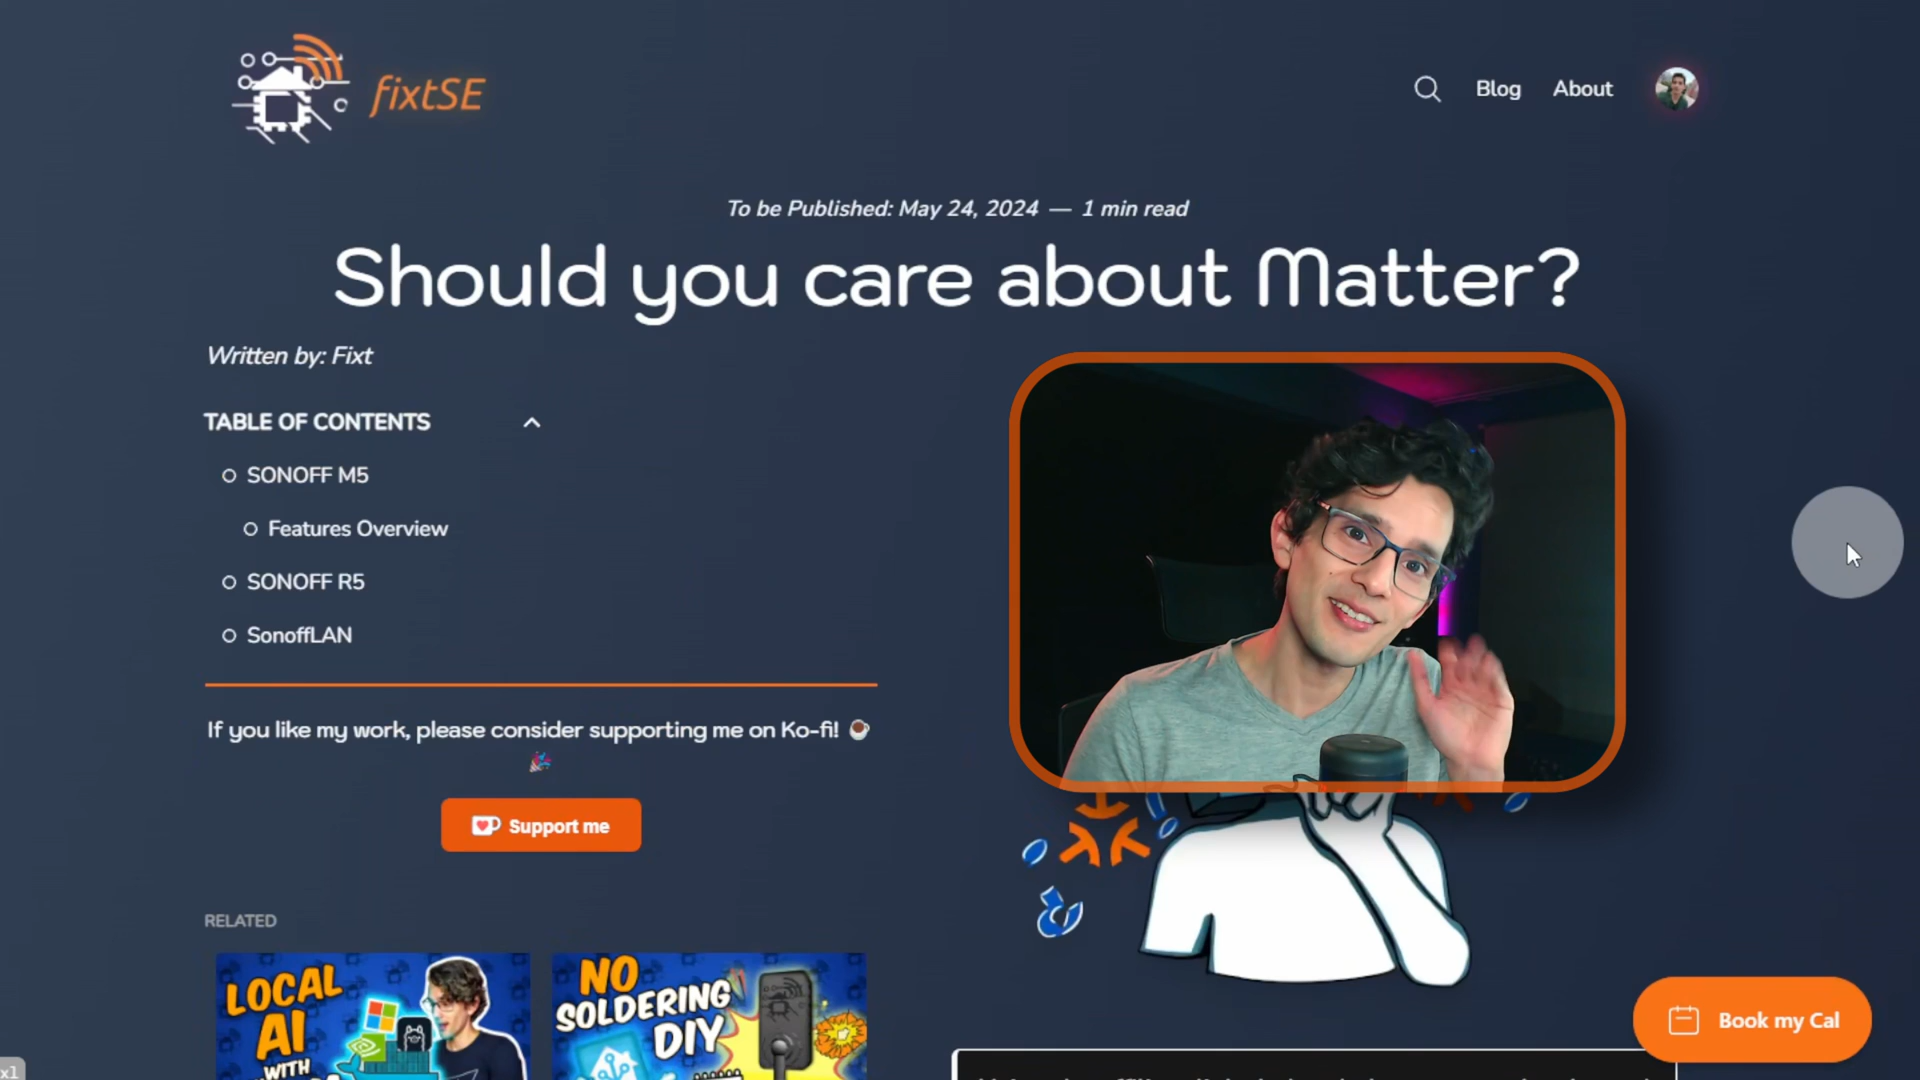 fixtSE
Blog
About
To be Published: May 24, 2024 — 1 min read
Should you care about Matter?
Written by: Fixt
TABLE OF CONTENTS
SONOFF M5
Features Overview
SONOFF R5
SonoffLAN
If you like my work, please consider supporting me on Ko-fi! ☕
🎉
Support me
RELATED
LOCAL
AI
WITH
NO
SOLDERING
DIY
Book my Cal
x1